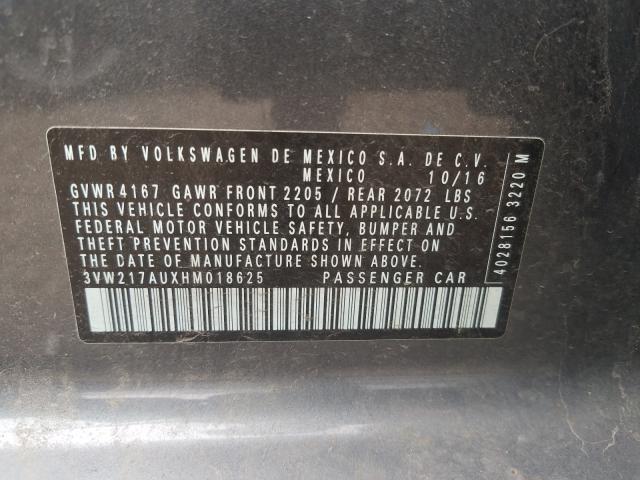 MFD BY VOLKSWAGEN DE MEXICO S.A. DE C.V.
MEXICO 10/16
GVWR 4167 GAWR FRONT 2205 / REAR 2072 LBS
THIS VEHICLE CONFORMS TO ALL APPLICABLE U.S.
FEDERAL MOTOR VEHICLE SAFETY, BUMPER AND
THEFT PREVENTION STANDARDS IN EFFECT ON
THE DATE OF MANUFACTURE SHOWN ABOVE.
3VW217AUXHM018625 PASSENGER CAR
4028156 3220 M